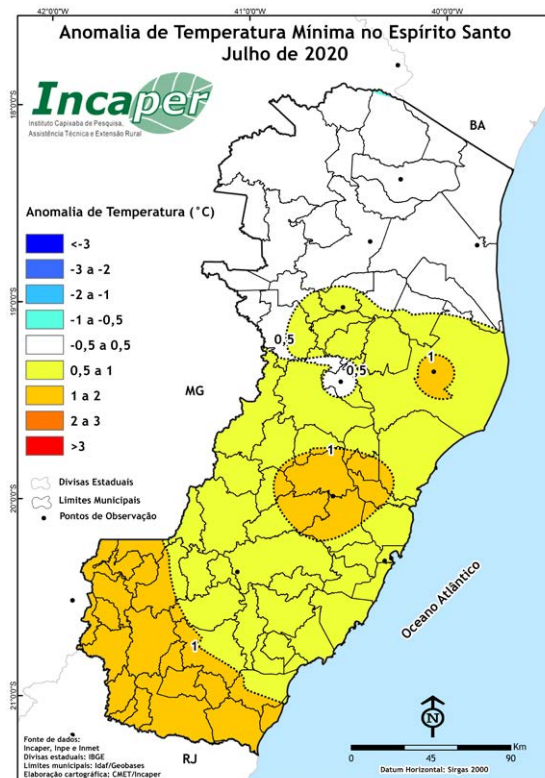 42°0'0"W
41°0'0"W
40°0'0"W
Anomalia de Temperatura Mínima no Espírito Santo
Julho de 2020
Incaper
Instituto Capixaba de Pesquisa,
Assistência Técnica e Extensão Rural
18°0'0"S
BA
Anomalia de Temperatura (°C)
<-3
-3 a -2
-2 a -1
-1 a -0,5
-0,5 a 0,5
0,5 a 1
1 a 2
2 a 3
>3
19°0'0"S
0,5
0,5
1
MG
Divisas Estaduais
Limites Municipais
Pontos de Observação
1
20°0'0"S
Oceano Atlântico
1
21°0'0"S
N
Fonte de dados:
Incaper, Inpe e Inmet
Divisas estaduais: IBGE
Limites municipais: Idaf/Geobases
Elaboração cartográfica: CMET/Incaper
RJ
0 45 90
Km
Datum Horizontal: Sirgas 2000